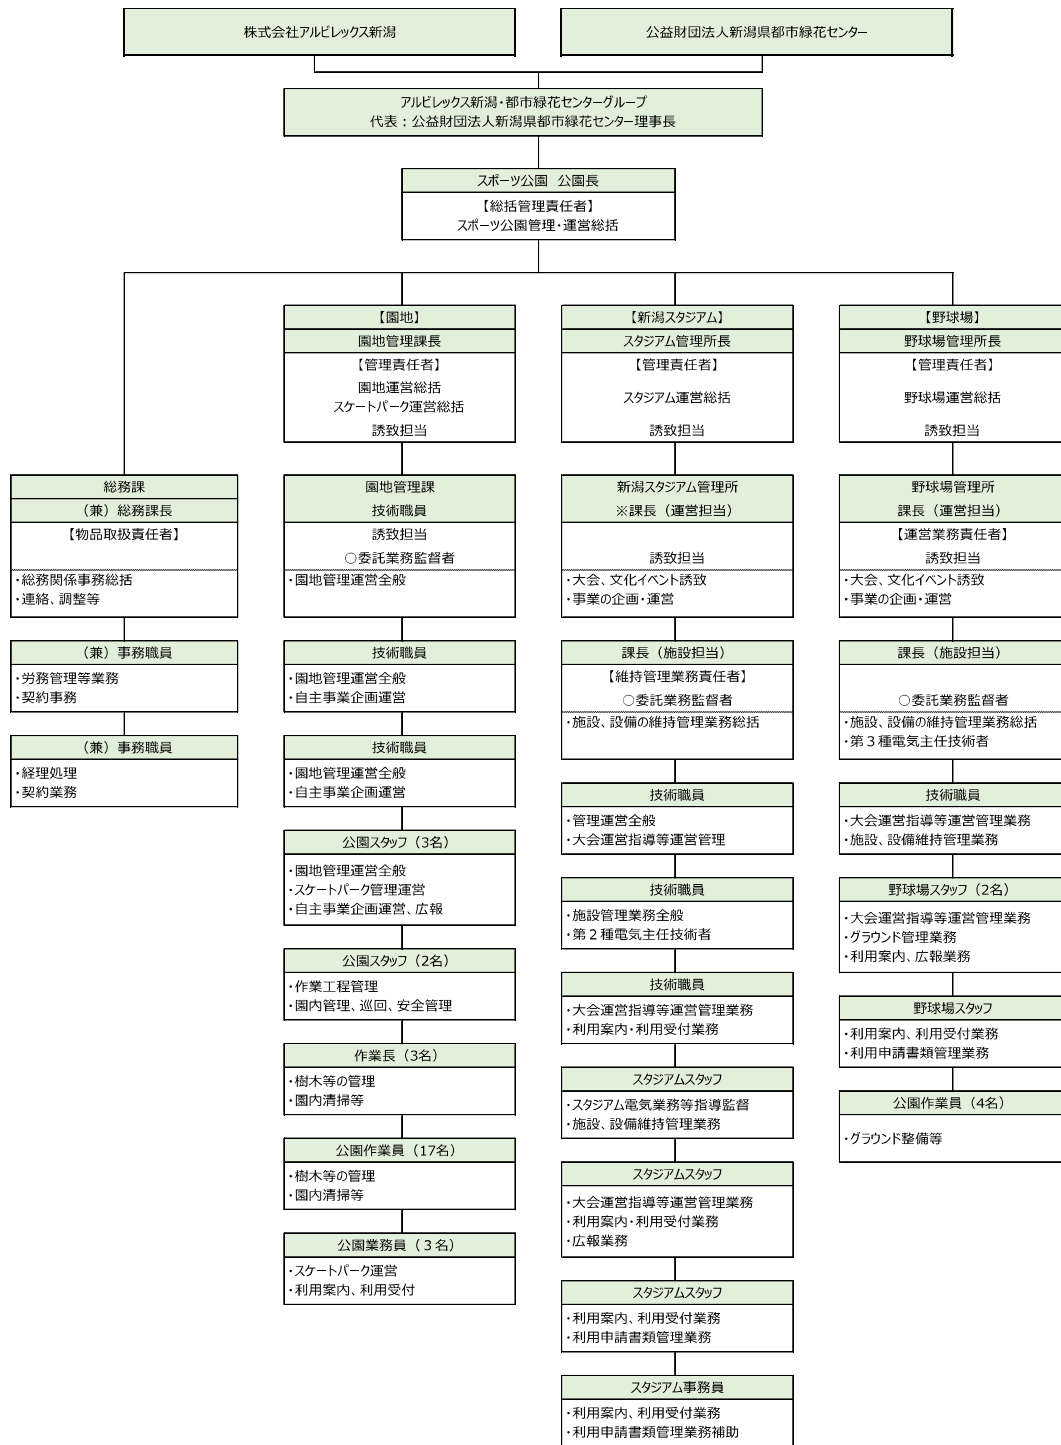 株式会社アルビレックス新潟
公益財団法人新潟県都市緑花センター
アルビレックス新潟・都市緑花センターグループ
代表：公益財団法人新潟県都市緑花センター理事長
スポーツ公園　公園長
【総括管理責任者】
スポーツ公園管理・運営総括
【園地】
園地管理課長
【管理責任者】
園地運営総括
スケートパーク運営総括
誘致担当
【新潟スタジアム】
スタジアム管理所長
【管理責任者】
スタジアム運営総括
誘致担当
【野球場】
野球場管理所長
【管理責任者】
野球場運営総括
誘致担当
総務課
（兼）総務課長
【物品取扱責任者】
・総務関係事務総括
・連絡、調整等
（兼）事務職員
・労務管理等業務
・契約事務
（兼）事務職員
・経理処理
・契約業務
園地管理課
技術職員
誘致担当
○委託業務監督者
・園地管理運営全般
技術職員
・園地管理運営全般
・自主事業企画運営
技術職員
・園地管理運営全般
・自主事業企画運営
公園スタッフ（3名）
・園地管理運営全般
・スケートパーク管理運営
・自主事業企画運営、広報
公園スタッフ（2名）
・作業工程管理
・園内管理、巡回、安全管理
作業長（3名）
・樹木等の管理
・園内清掃等
公園作業員（17名）
・樹木等の管理
・園内清掃等
公園業務員（３名）
・スケートパーク運営
・利用案内、利用受付
新潟スタジアム管理所
※課長（運営担当）
誘致担当
・大会、文化イベント誘致
・事業の企画・運営
課長（施設担当）
【維持管理業務責任者】
○委託業務監督者
・施設、設備の維持管理業務総括
技術職員
・管理運営全般
・大会運営指導等運営管理
技術職員
・施設管理業務全般
・第２種電気主任技術者
技術職員
・大会運営指導等運営管理業務
・利用案内・利用受付業務
スタジアムスタッフ
・スタジアム電気業務等指導監督
・施設、設備維持管理業務
スタジアムスタッフ
・大会運営指導等運営管理業務
・利用案内・利用受付業務
・広報業務
スタジアムスタッフ
・利用案内、利用受付業務
・利用申請書類管理業務
スタジアム事務員
・利用案内、利用受付業務
・利用申請書類管理業務補助
野球場管理所
課長（運営担当）
【運営業務責任者】
誘致担当
・大会、文化イベント誘致
・事業の企画・運営
課長（施設担当）
○委託業務監督者
・施設、設備の維持管理業務総括
・第３種電気主任技術者
技術職員
・大会運営指導等運営管理業務
・施設、設備維持管理業務
野球場スタッフ（2名）
・大会運営指導等運営管理業務
・グラウンド管理業務
・利用案内、広報業務
野球場スタッフ
・利用案内、利用受付業務
・利用申請書類管理業務
公園作業員（4名）
・グラウンド整備等